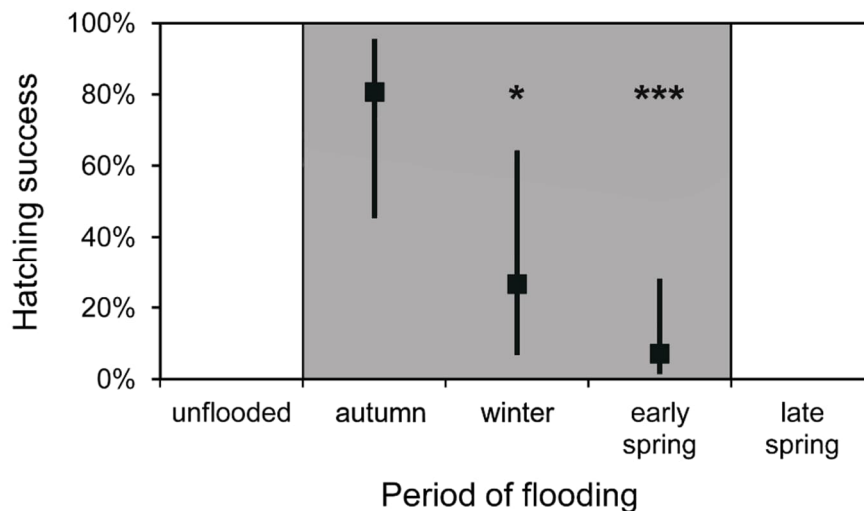 100%
80%
60%
40%
20%
0%
Hatching success
*
***
unflooded
autumn
winter
early
spring
late
spring
Period of flooding